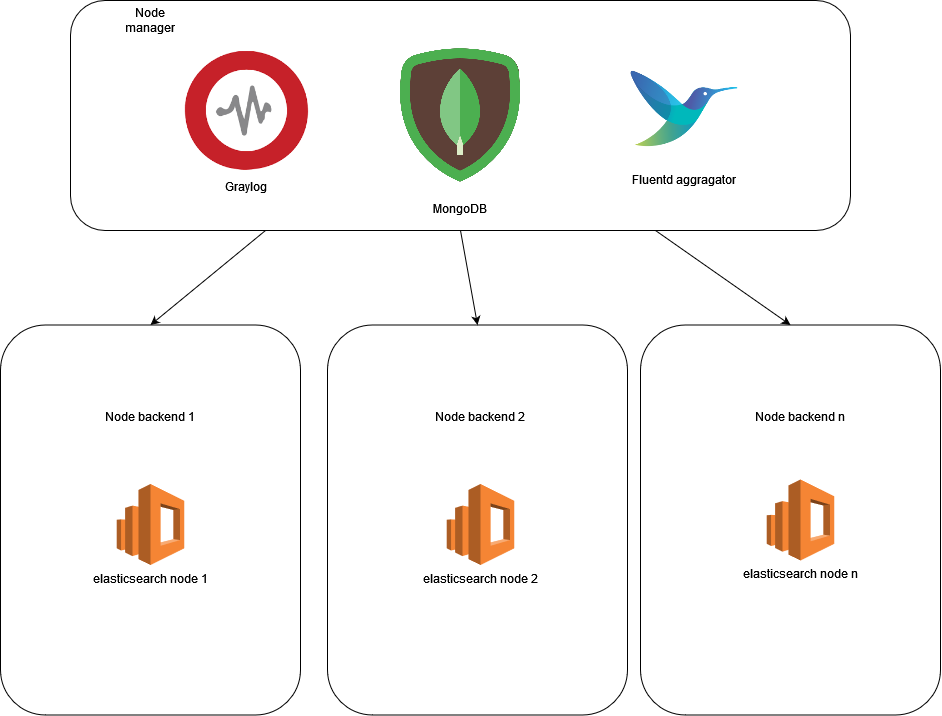 Node
manager
Graylog
MongoDB
Fluentd aggragator
Node backend 1
Node backend 2
Node backend n
elasticsearch node 1
elasticsearch node 2
elasticsearch node n